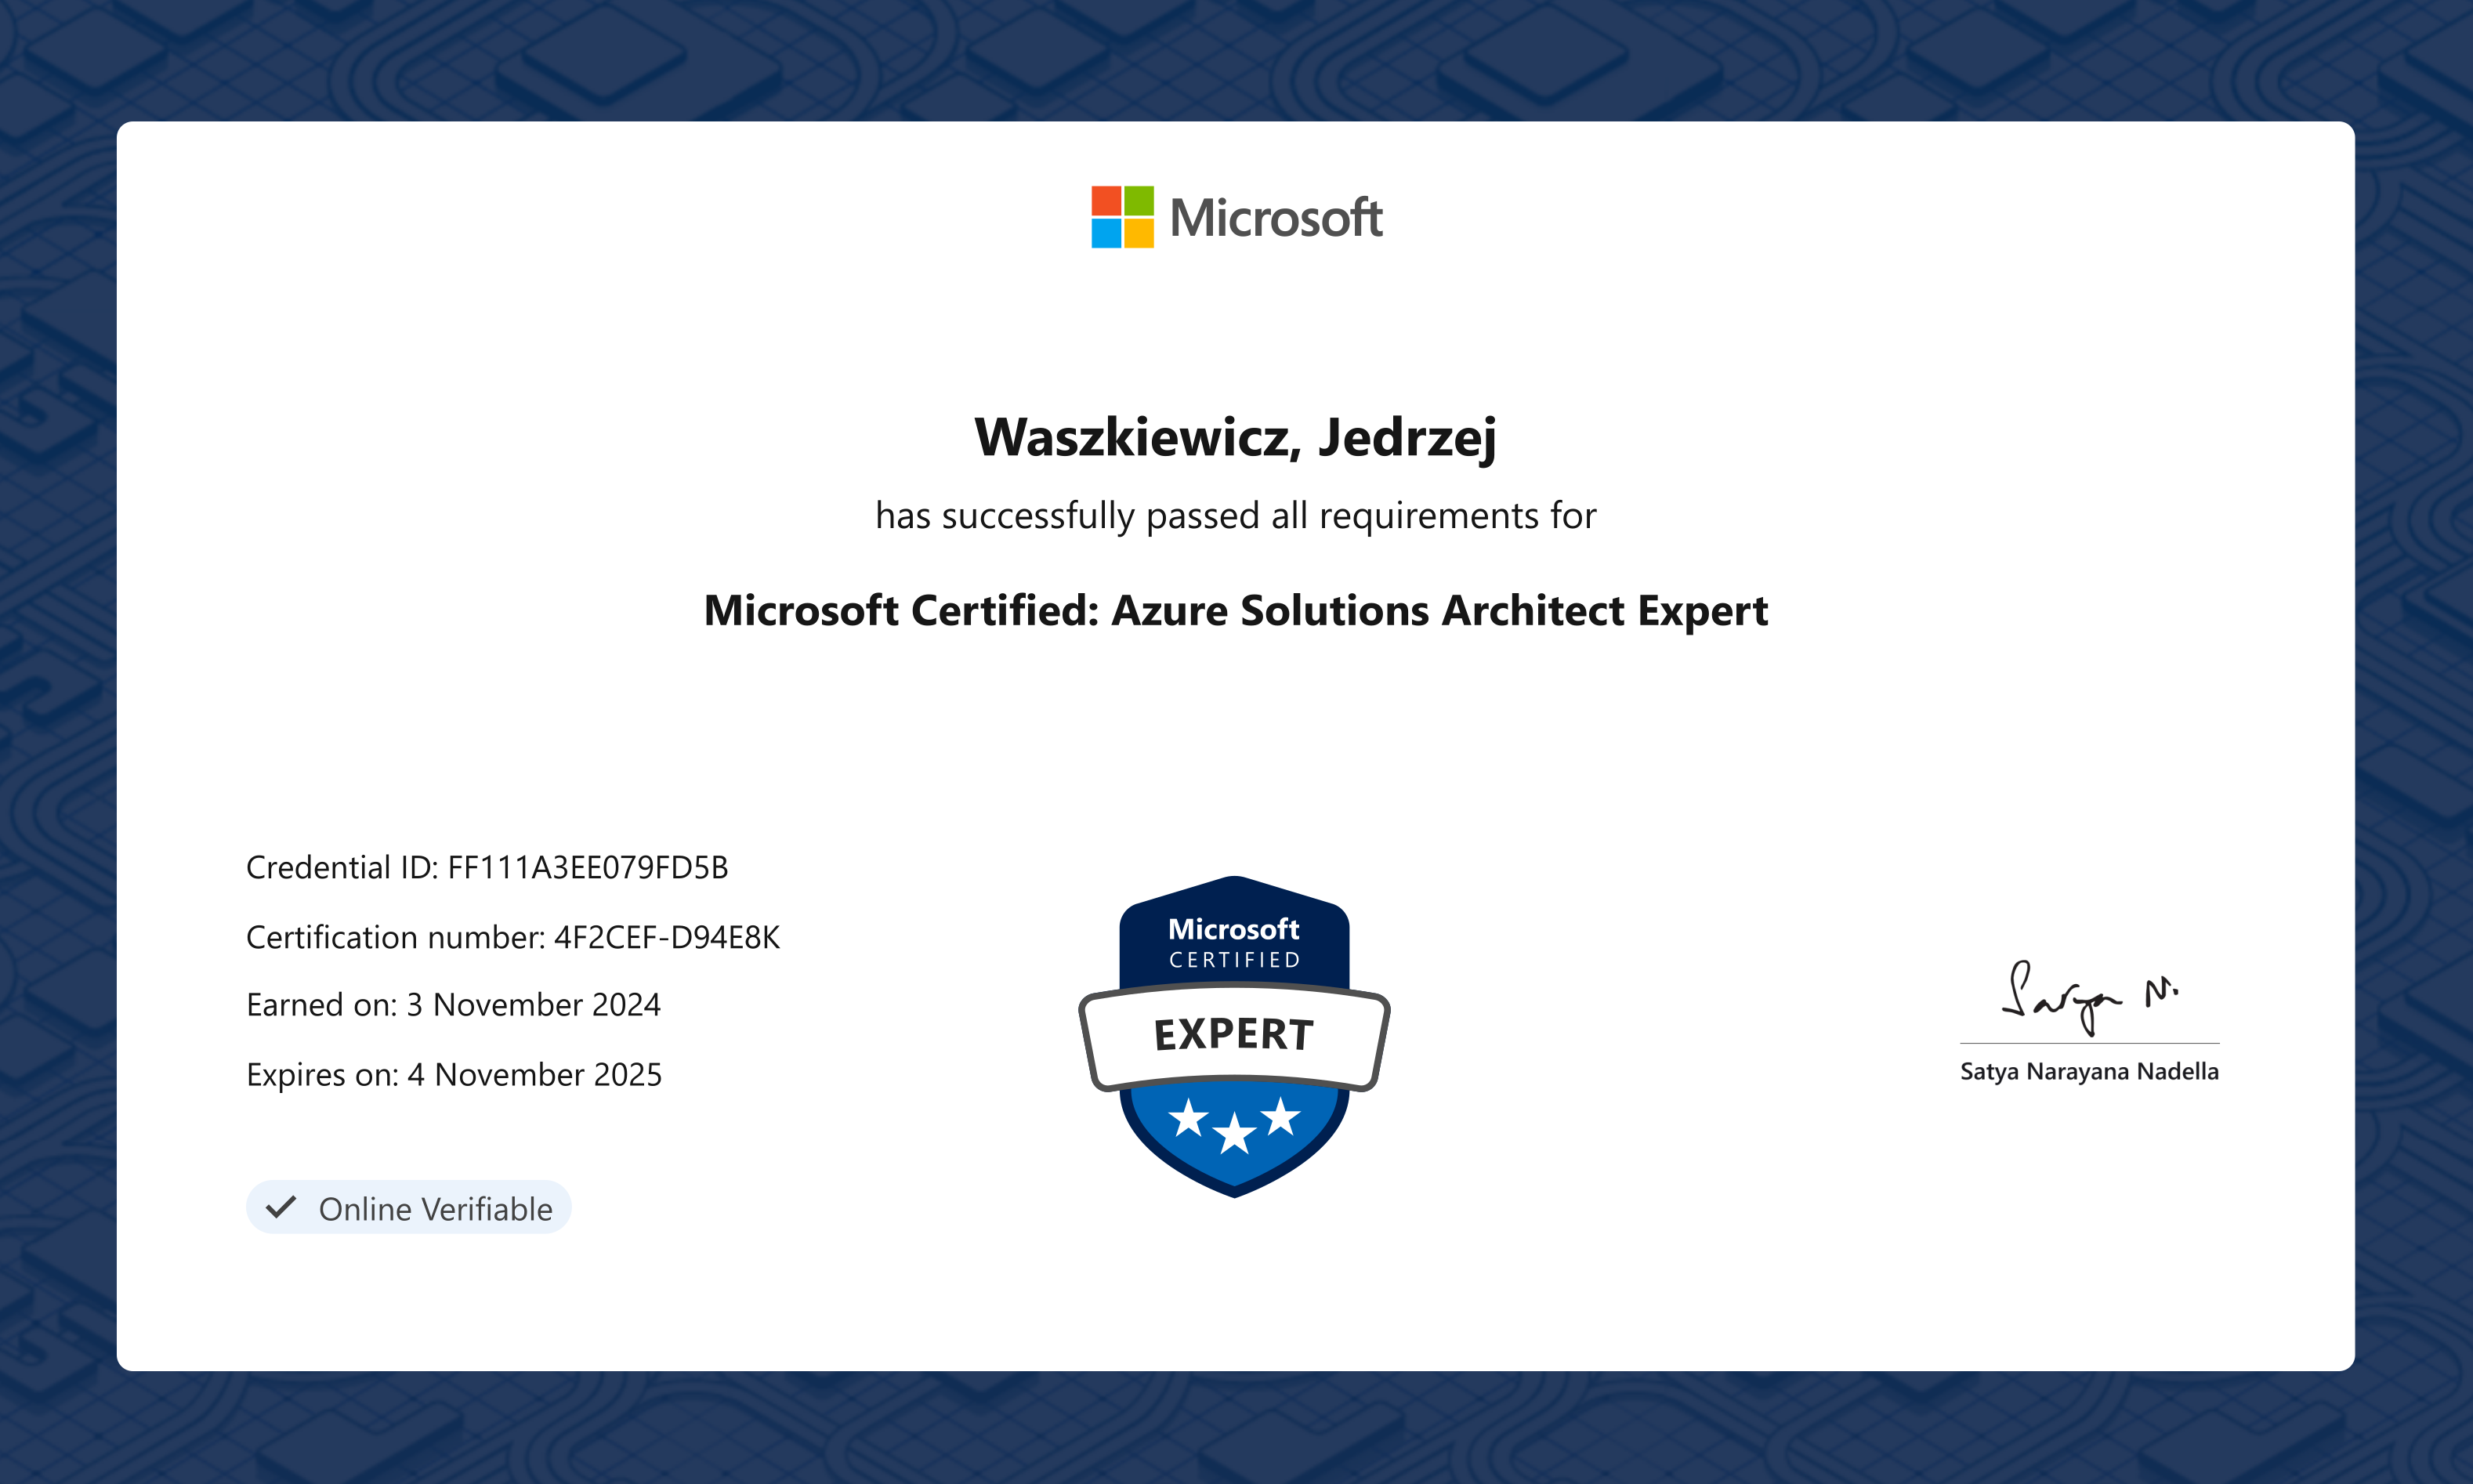 Microsoft
Waszkiewicz, Jedrzej
has successfully passed all requirements for
Microsoft Certified: Azure Solutions Architect Expert
Credential ID: FF111A3EE079FD5B
Certification number: 4F2CEF-D94E8K
Earned on: 3 November 2024
Expires on: 4 November 2025
Online Verifiable
Microsoft
CERTIFIED
EXPERT
Satya N.
Satya Narayana Nadella